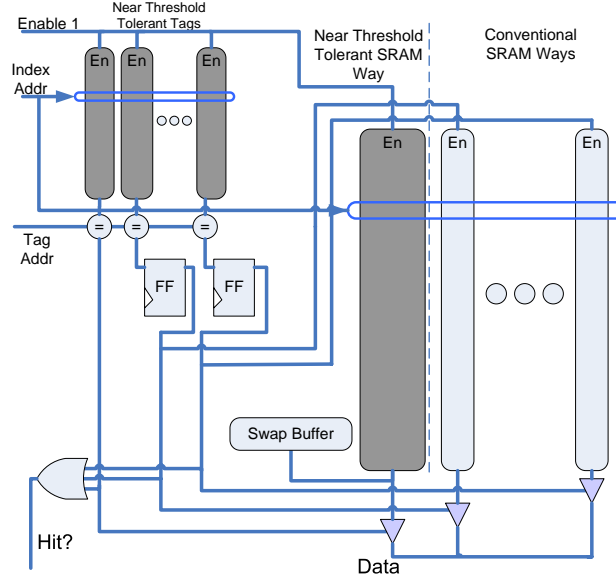 Enable 1
Near Threshold
Tolerant Tags
Near Threshold
Tolerant SRAM
Way
Conventional
SRAM Ways
En
En
En
Index
Addr
En
En
En
=
=
=
Tag
Addr
FF
FF
Swap Buffer
Hit?
Data